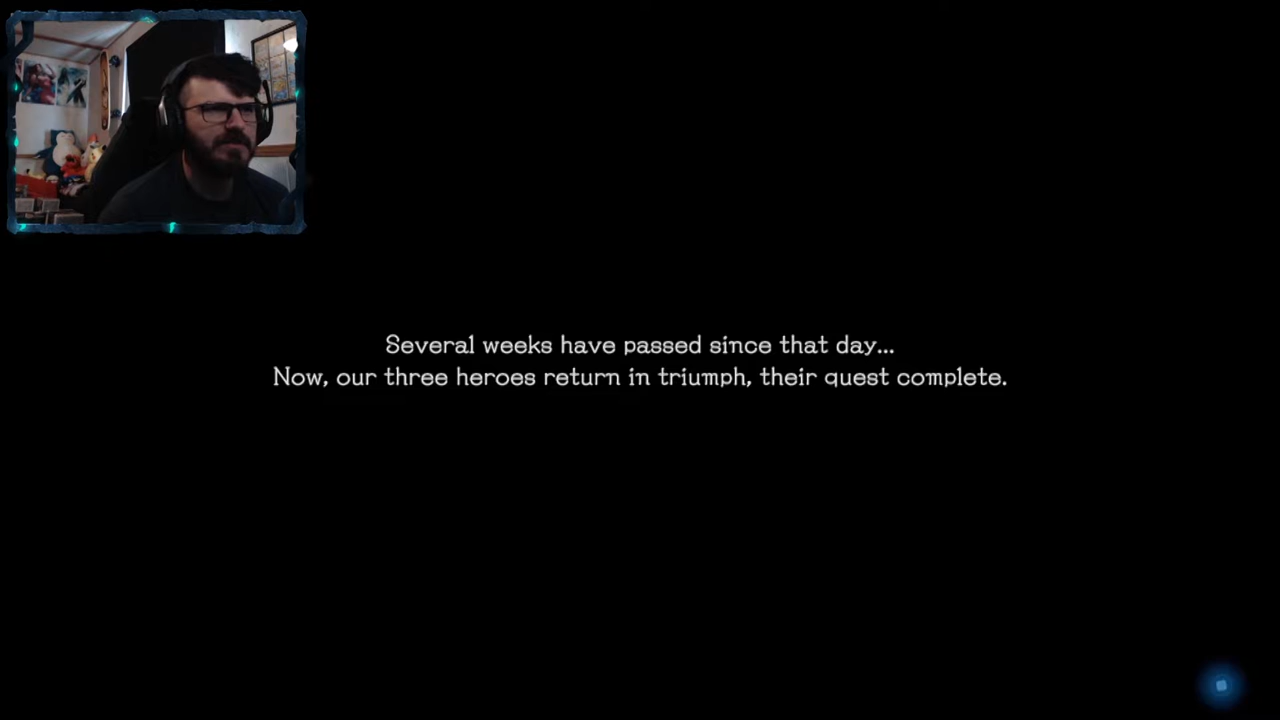 Several weeks have passed since that day...
Now, our three heroes return in triumph, their quest complete.